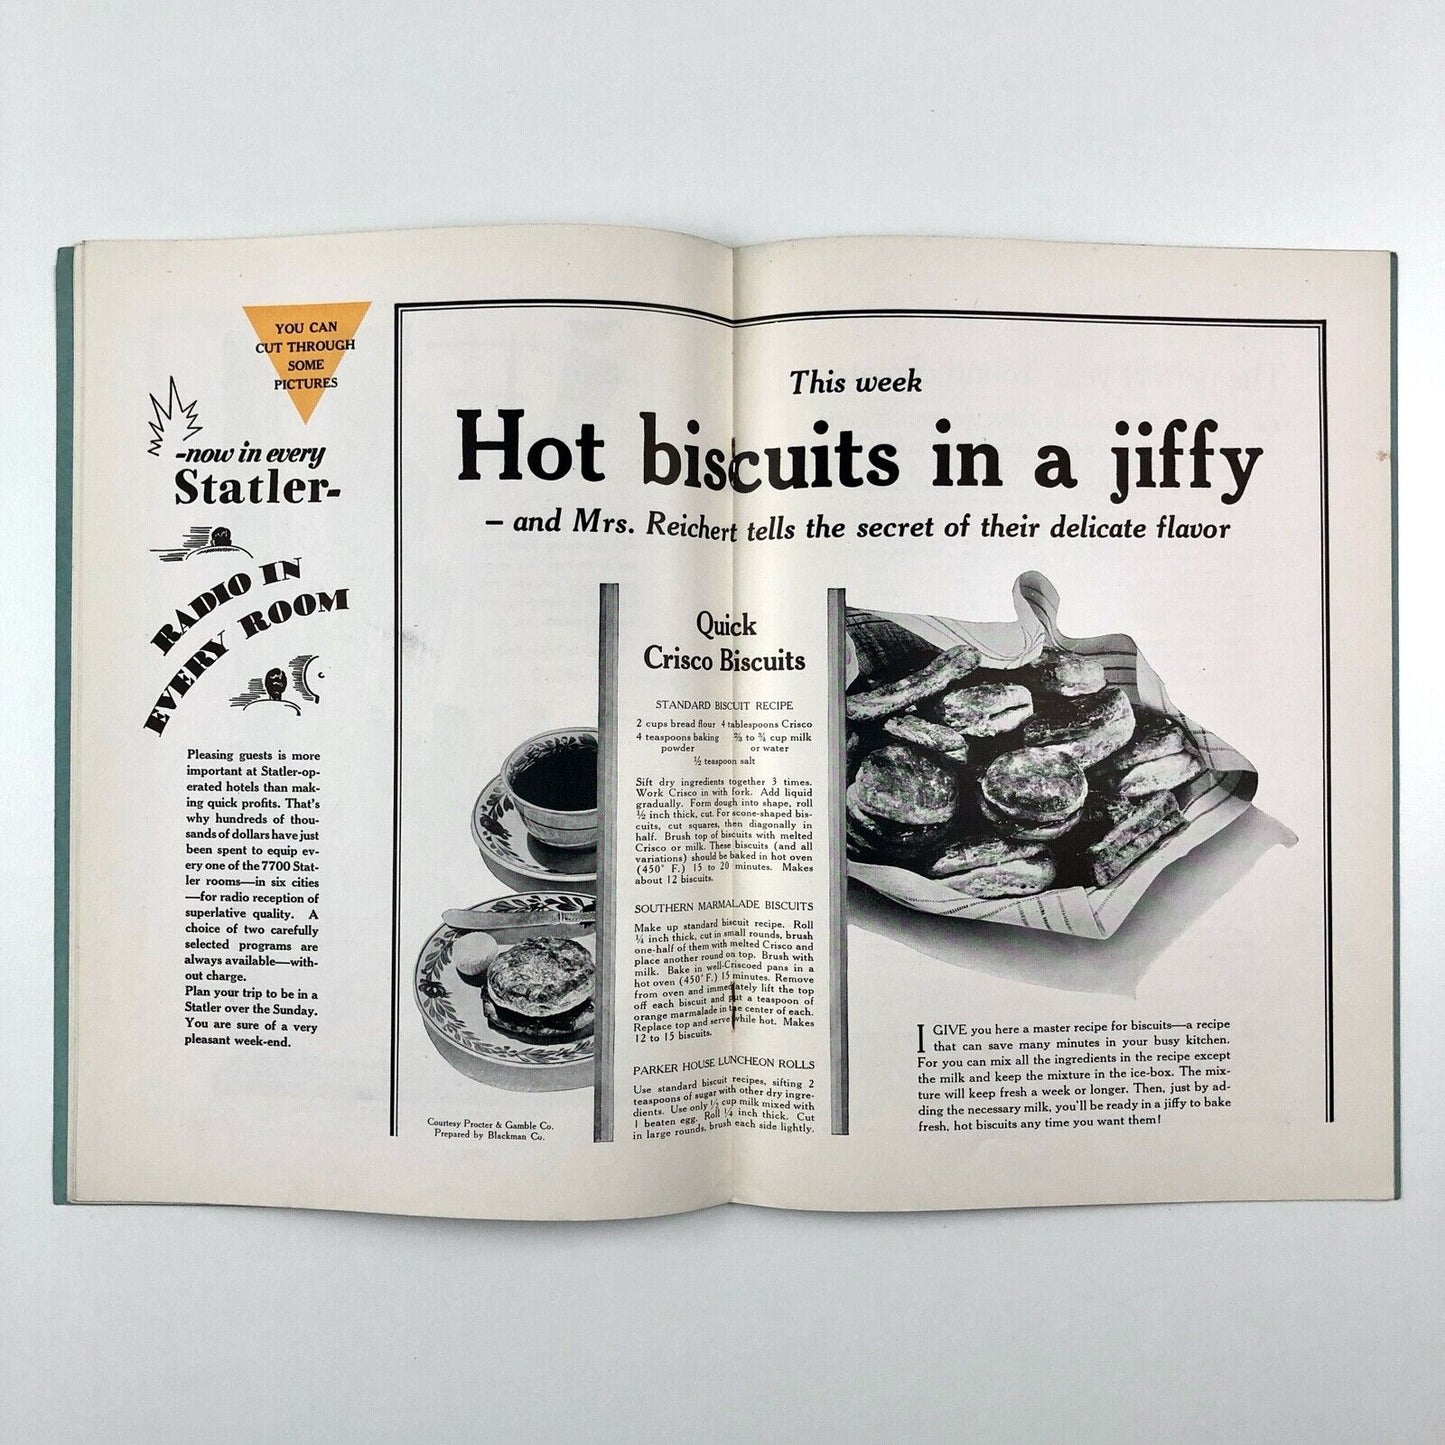 YOU CAN
CUT THROUGH
SOME
PICTURES
-now in every
Statler-
RADIO IN
EVERY ROOM
Pleasing guests is more
important at Statler-op-
erated hotels than mak-
ing quick profits. That's
why hundreds of thou-
sands of dollars have just
been spent to equip ev-
ery one of the 7700 Stat-
ler rooms—in six cities
—for radio reception of
superlative quality. A
choice of two carefully
selected programs are
always available—with-
out charge.
Plan your trip to be in a
Statler over the Sunday.
You are sure of a very
pleasant week-end.
This week
Hot biscuits in a jiffy
– and Mrs. Reichert tells the secret of their delicate flavor
Courtesy Procter & Gamble Co.
Prepared by Blackman Co.
Quick
Crisco Biscuits
STANDARD BISCUIT RECIPE
2 cups bread flour 4 tablespoons Crisco
4 teaspoons baking ⅔ to ¾ cup milk
powder or water
½ teaspoon salt
Sift dry ingredients together 3 times.
Work Crisco in with fork. Add liquid
gradually. Form dough into shape, roll
½ inch thick, cut. For scone-shaped bis-
cuits, cut squares, then diagonally in
half. Brush top of biscuits with melted
Crisco or milk. These biscuits (and all
variations) should be baked in hot oven
(450° F.) 15 to 20 minutes. Makes
about 12 biscuits.
SOUTHERN MARMALADE BISCUITS
Make up standard biscuit recipe. Roll
¼ inch thick, cut in small rounds, brush
one-half of them with melted Crisco and
place another round on top. Brush with
milk. Bake in well-Criscoed pans in a
hot oven (450° F.) 15 minutes. Remove
from oven and immediately lift the top
off each biscuit and put a teaspoon of
orange marmalade in the center of each.
Replace top and serve while hot. Makes
12 to 15 biscuits.
PARKER HOUSE LUNCHEON ROLLS
Use standard biscuit recipes, sifting 2
teaspoons of sugar with other dry ingre-
dients. Use only ½ cup milk mixed with
1 beaten egg. Roll ¼ inch thick. Cut
in large rounds, brush each side lightly.
I GIVE you here a master recipe for biscuits—a recipe
that can save many minutes in your busy kitchen.
For you can mix all the ingredients in the recipe except
the milk and keep the mixture in the ice-box. The mix-
ture will keep fresh a week or longer. Then, just by ad-
ding the necessary milk, you'll be ready in a jiffy to bake
fresh, hot biscuits any time you want them!